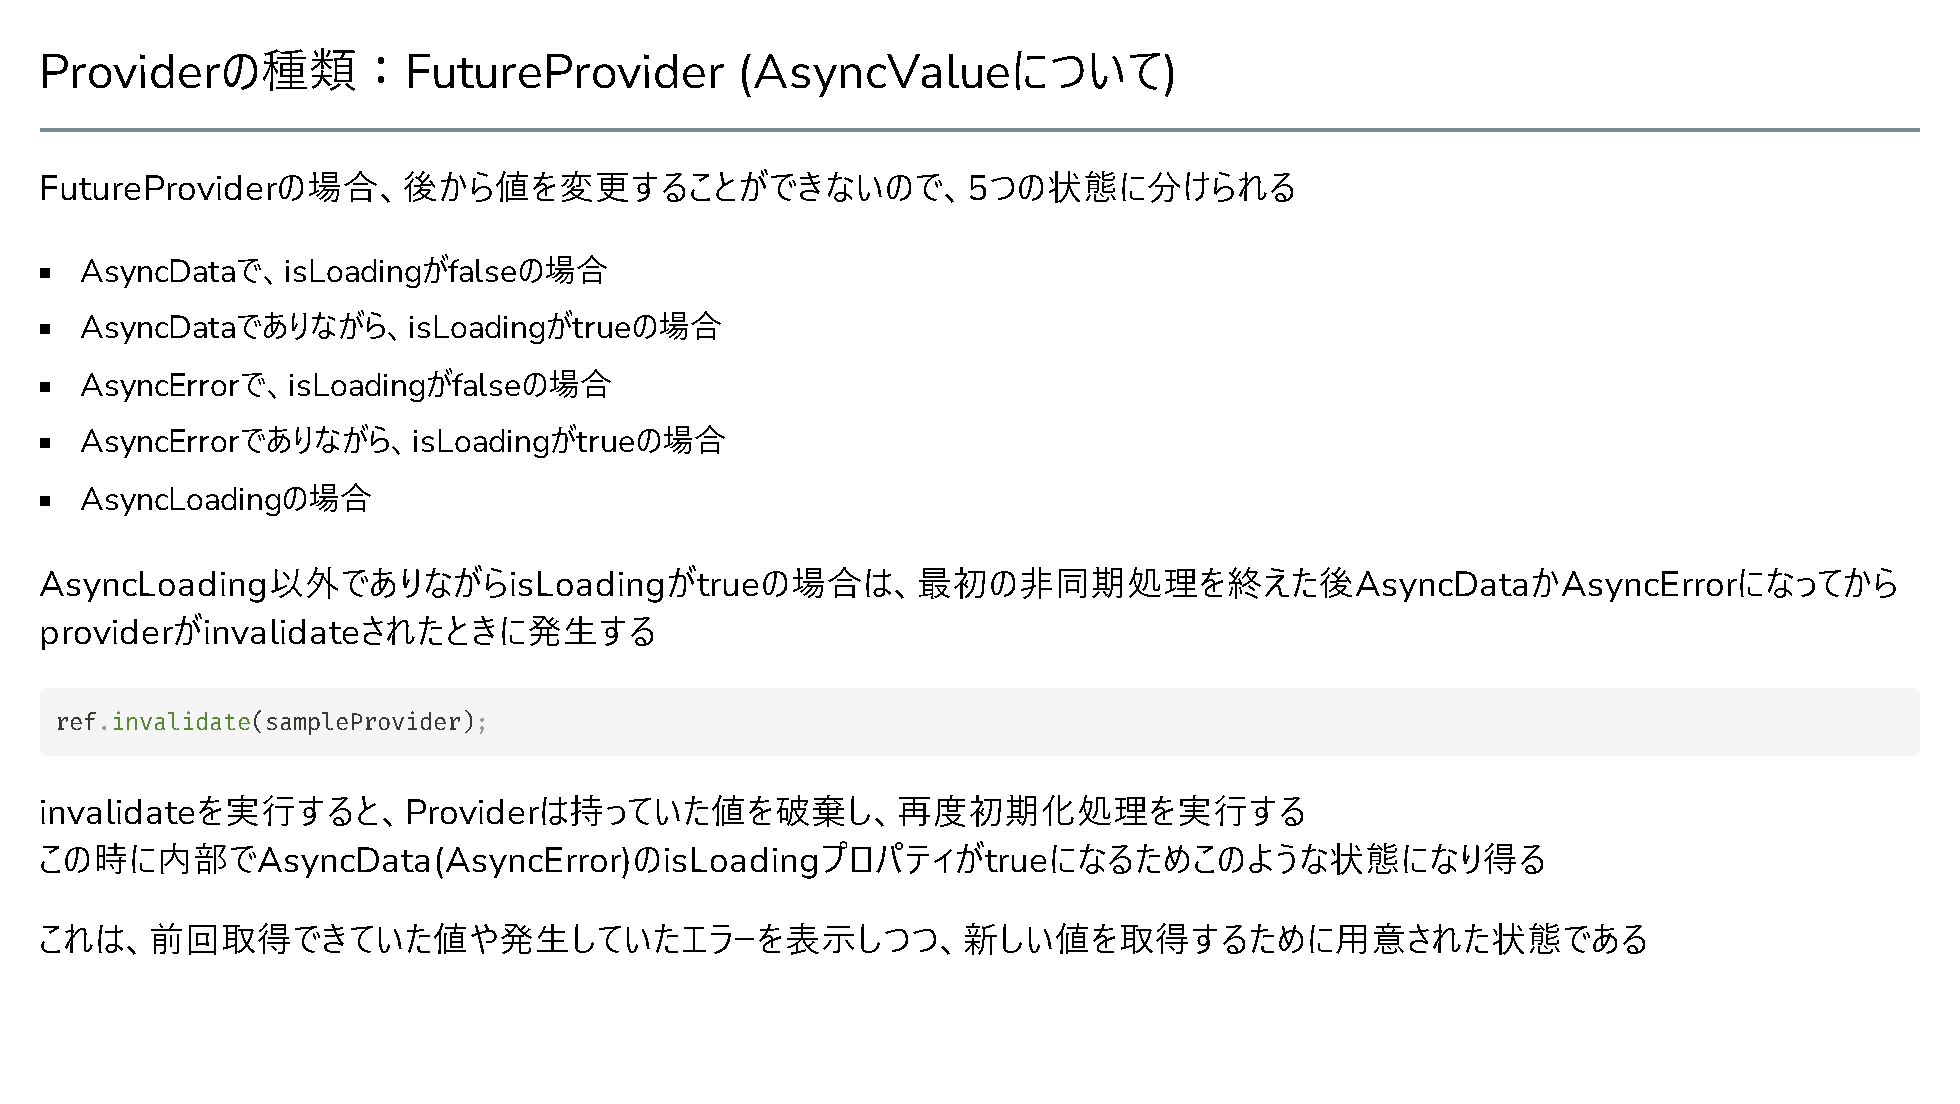 Providerの種類：FutureProvider (AsyncValueについて)
FutureProviderの場合、後から値を変更することができないので、5つの状態に分けられる
▪ AsyncDataで、isLoadingがfalseの場合
▪ AsyncDataでありながら、isLoadingがtrueの場合
▪ AsyncErrorで、isLoadingがfalseの場合
▪ AsyncErrorでありながら、isLoadingがtrueの場合
▪ AsyncLoadingの場合
AsyncLoading以外でありながらisLoadingがtrueの場合は、最初の非同期処理を終えた後AsyncDataかAsyncErrorになってから
providerがinvalidateされたときに発生する
ref.invalidate(sampleProvider);
invalidateを実行すると、Providerは持っていた値を破棄し、再度初期化処理を実行する
この時に内部でAsyncData(AsyncError)のisLoadingプロパティがtrueになるためこのような状態になり得る
これは、前回取得できていた値や発生していたエラーを表示しつつ、新しい値を取得するために用意された状態である